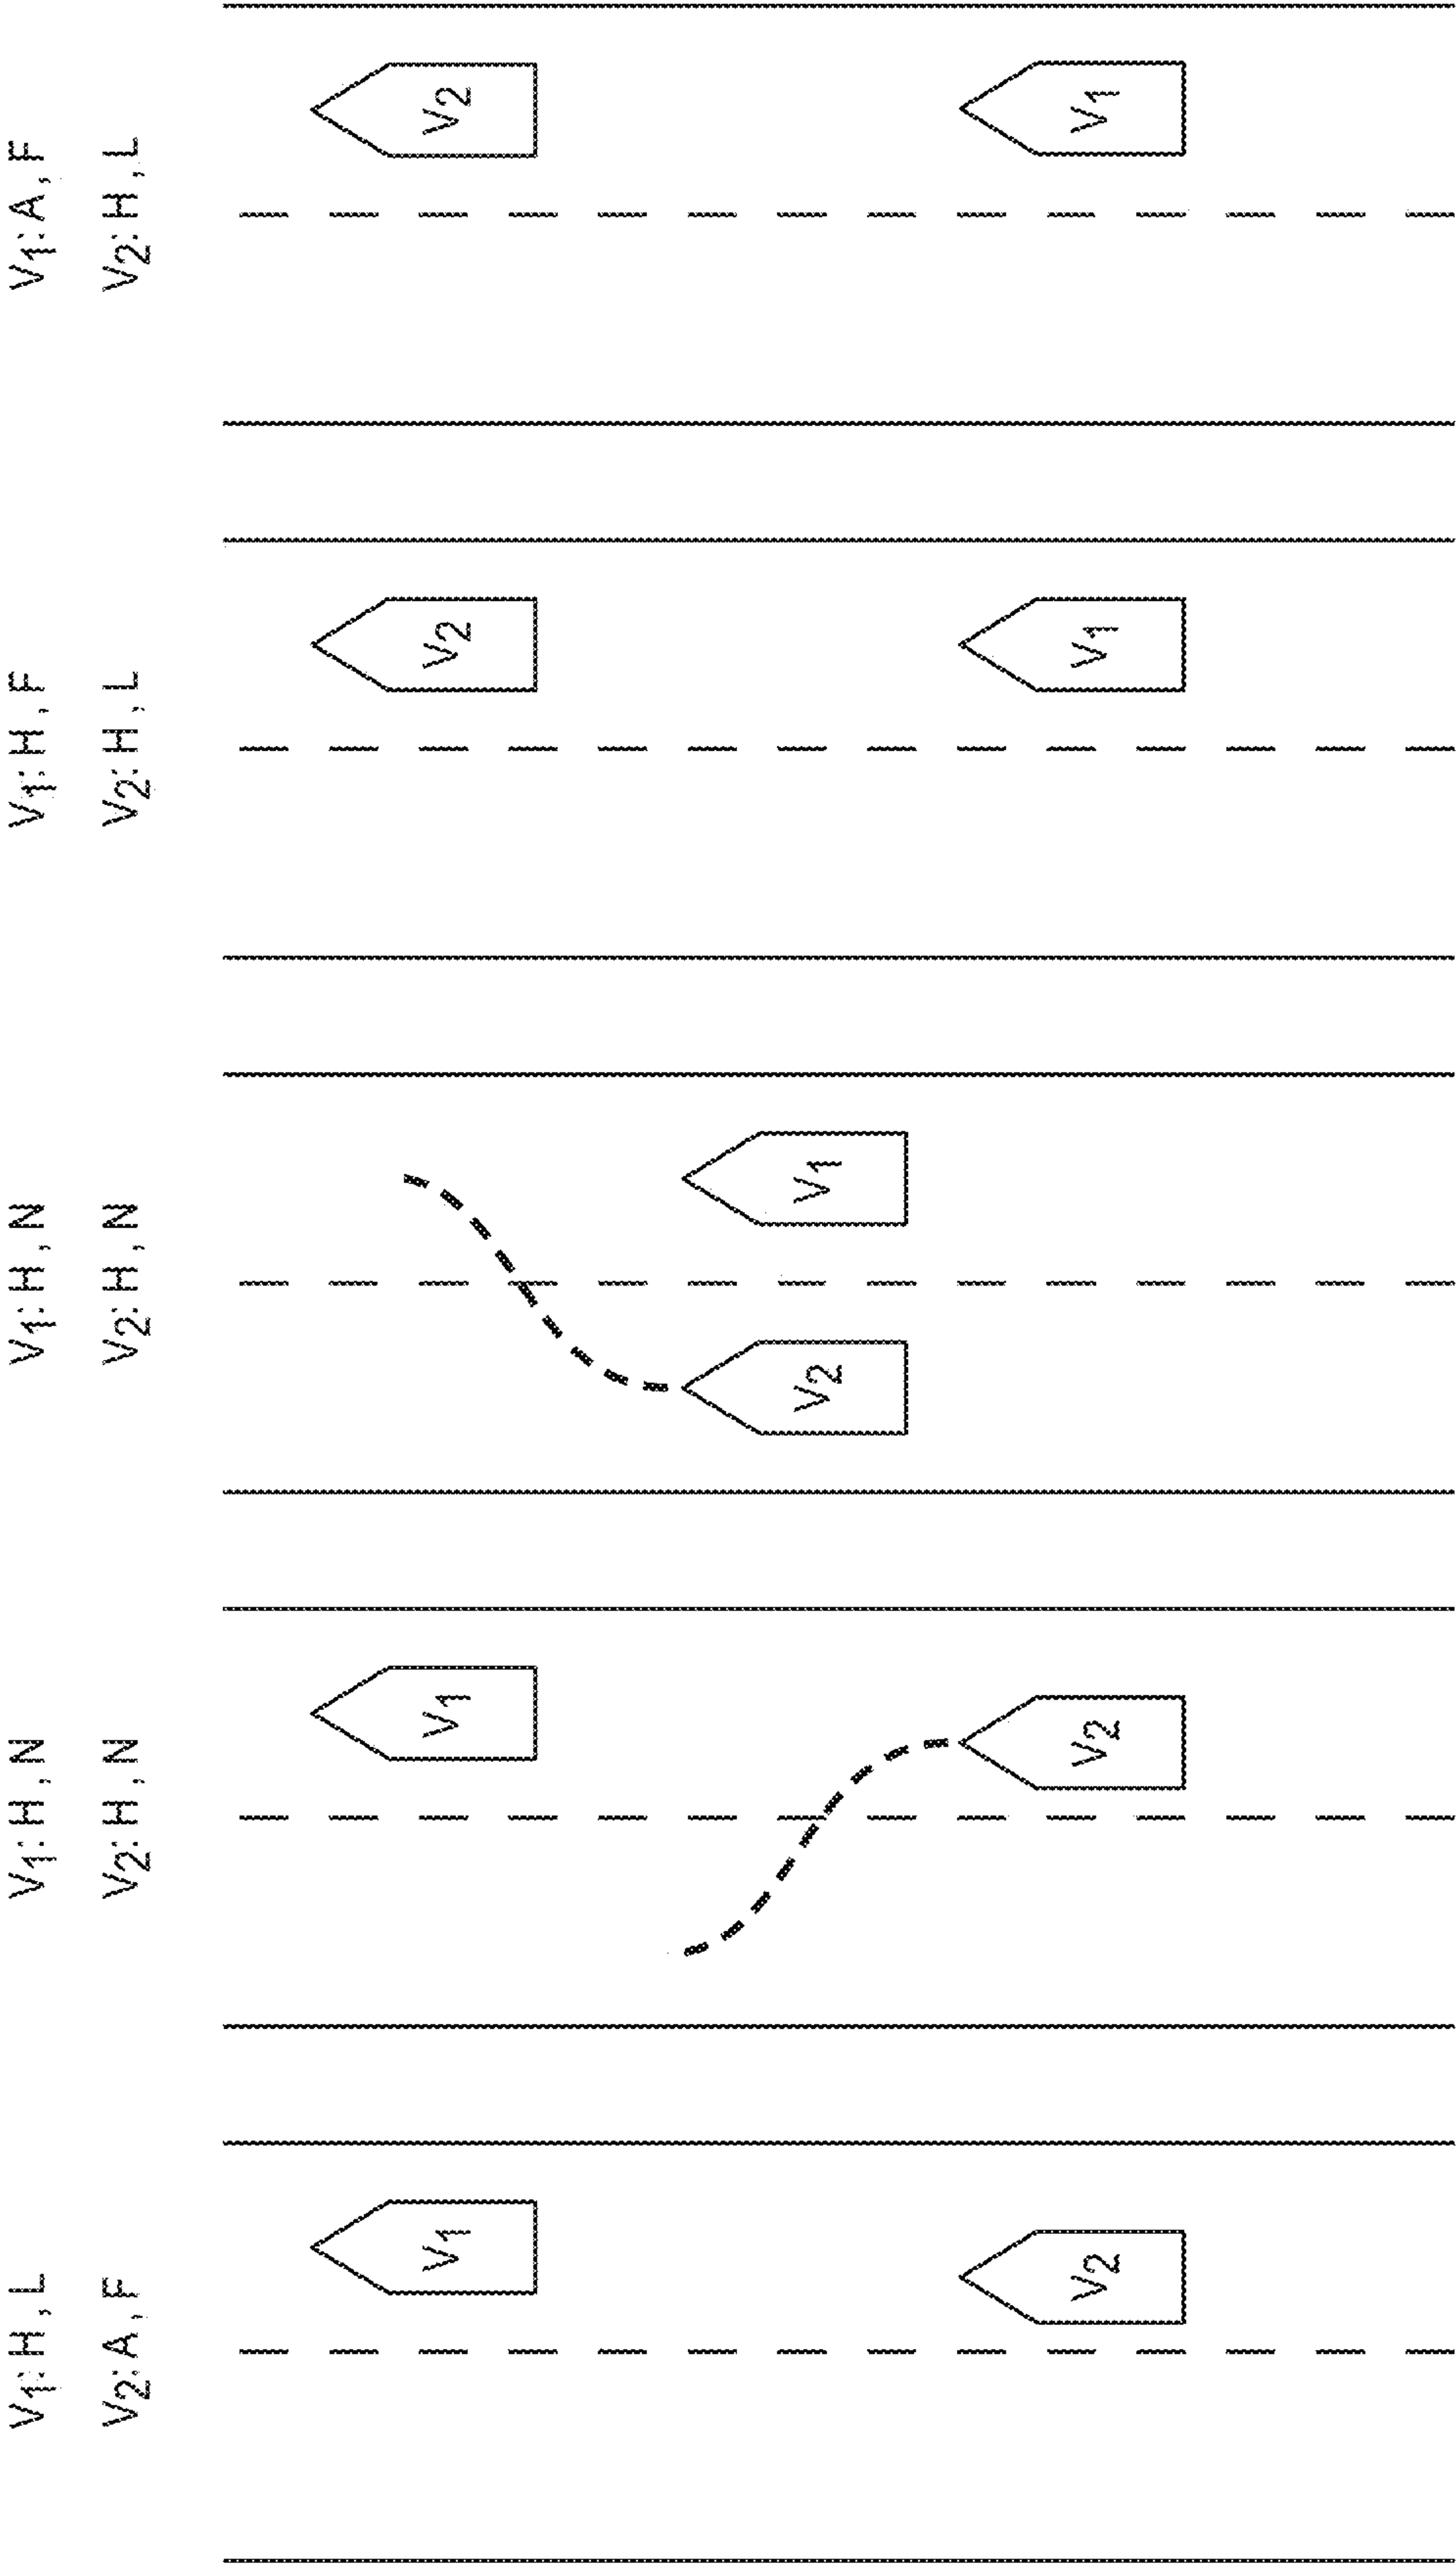 V1: H, L
V2: A, F
V1
V2
V1: H, N
V2: H, N
V1
V2
V1: H, N
V2: H, N
V2
V1
V1: H, F
V2: H, L
V2
V1
V1: A, F
V2: H, L
V2
V1